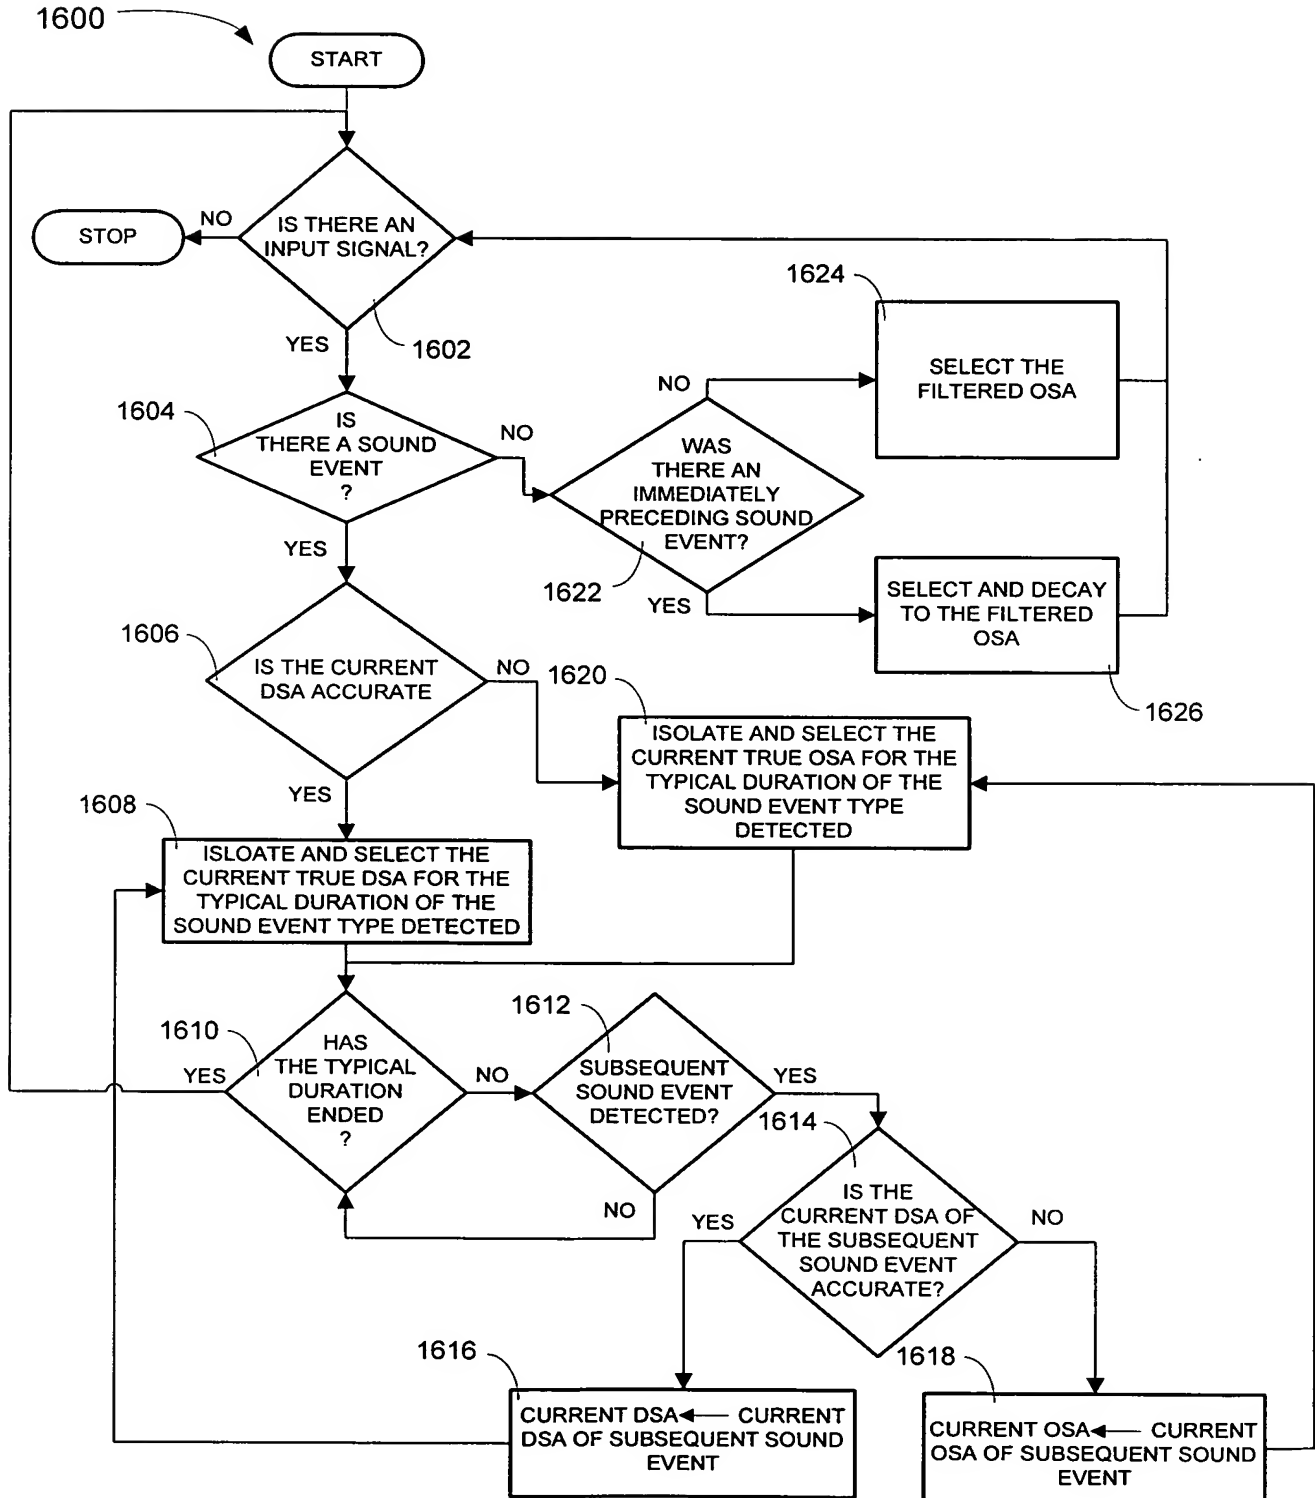 1600
START
STOP
NO
IS THERE AN
INPUT SIGNAL?
1602
YES
1604
IS
THERE A SOUND
EVENT
?
NO
YES
1624
SELECT THE
FILTERED OSA
NO
WAS
THERE AN
IMMEDIATELY
PRECEDING SOUND
EVENT?
1622
YES
SELECT AND DECAY
TO THE FILTERED
OSA
1626
1606
IS THE CURRENT
DSA ACCURATE
NO
YES
1620
ISOLATE AND SELECT THE
CURRENT TRUE OSA FOR THE
TYPICAL DURATION OF THE
SOUND EVENT TYPE
DETECTED
1608
ISLOATE AND SELECT THE
CURRENT TRUE DSA FOR THE
TYPICAL DURATION OF THE
SOUND EVENT TYPE DETECTED
1610
YES
HAS
THE TYPICAL
DURATION
ENDED
?
NO
1612
SUBSEQUENT
SOUND EVENT
DETECTED?
YES
NO
1614
IS THE
CURRENT DSA OF
THE SUBSEQUENT
SOUND EVENT
ACCURATE?
YES
NO
1616
CURRENT DSA ← CURRENT
DSA OF SUBSEQUENT SOUND
EVENT
1618
CURRENT OSA ← CURRENT
OSA OF SUBSEQUENT SOUND
EVENT